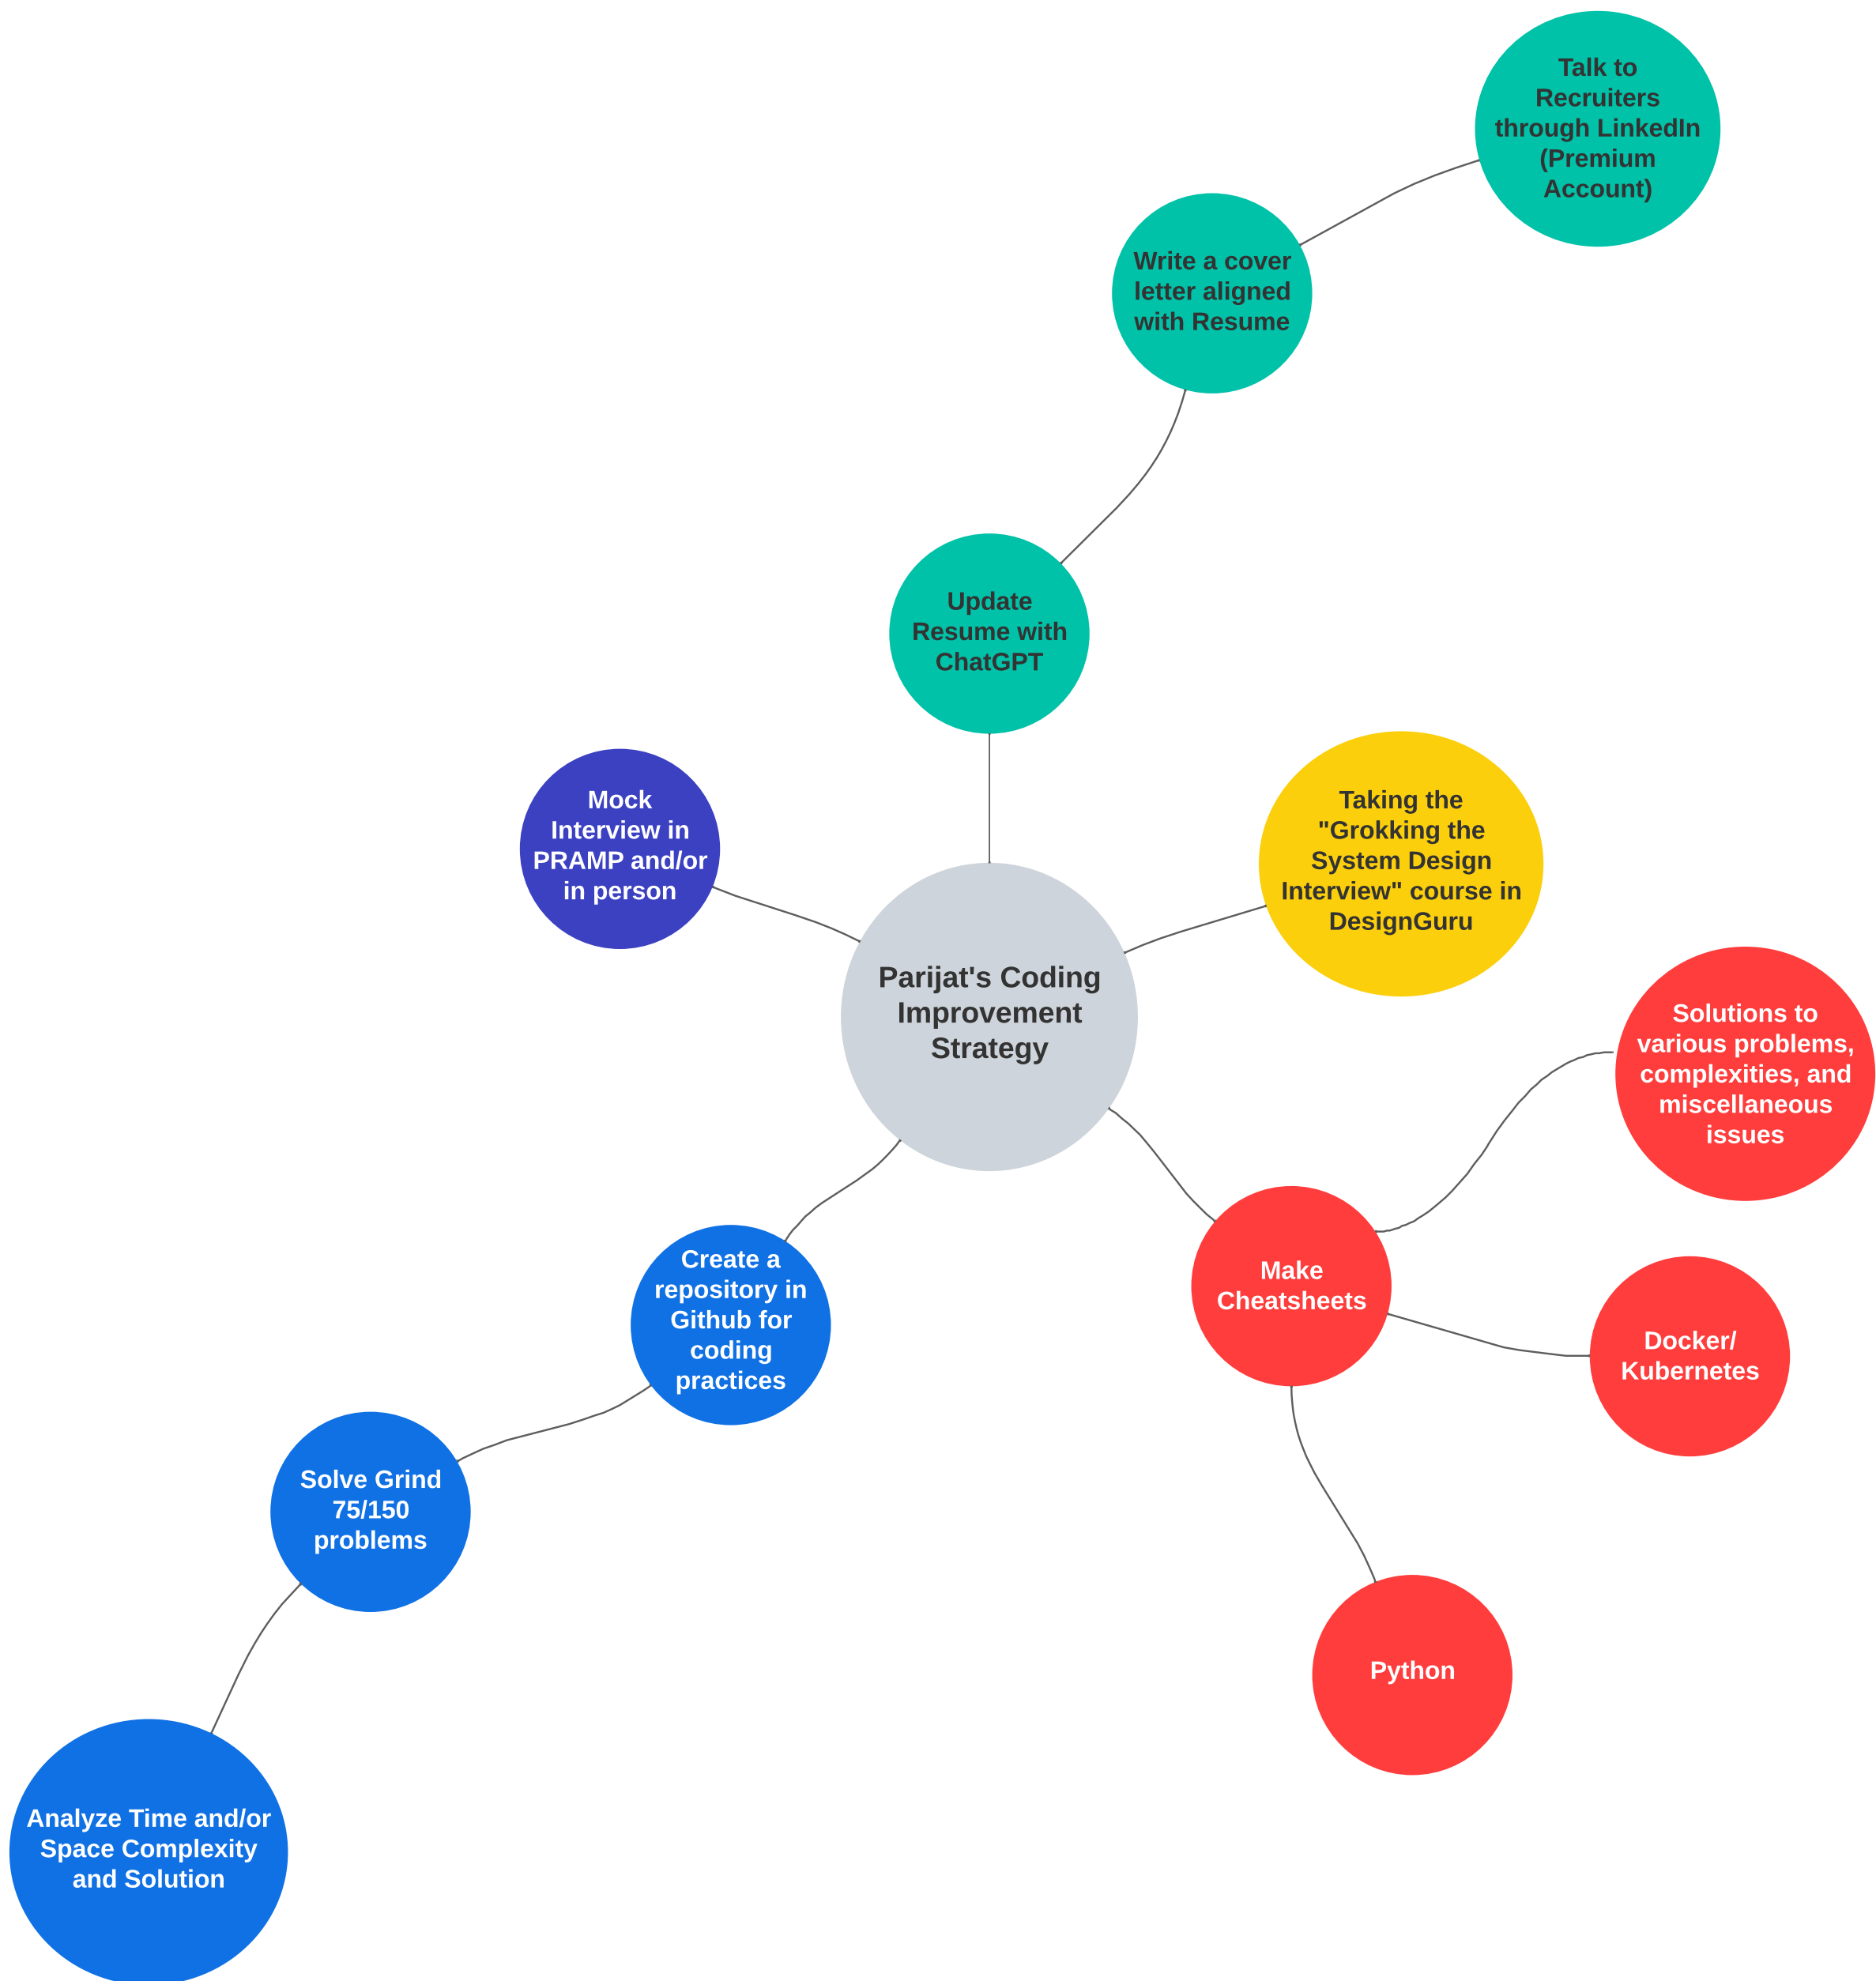 Talk to
Recruiters
through LinkedIn
(Premium
Account)
Write a cover
letter aligned
with Resume
Update
Resume with
ChatGPT
Mock
Interview in
PRAMP and/or
in person
Taking the
"Grokking the
System Design
Interview" course in
DesignGuru
Parijat's Coding
Improvement
Strategy
Solutions to
various problems,
complexities, and
miscellaneous
issues
Make
Cheatsheets
Docker/
Kubernetes
Python
Create a
repository in
Github for
coding
practices
Solve Grind
75/150
problems
Analyze Time and/or
Space Complexity
and Solution